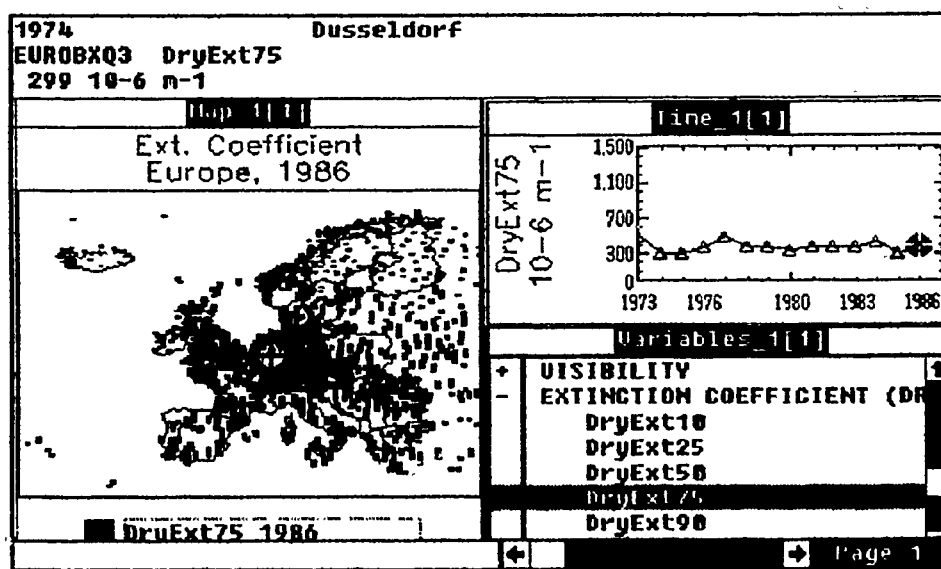 1974 Dusseldorf
EUROBXQ3 DryExt75
299 10-6 m-1
Map_1[1]
Ext. Coefficient
Europe, 1986
DryExt75 1986
Time_1[1]
DryExt75
10-6 m-1
1,500
1,100
700
300
0
1973 1976 1980 1983 1986
Variables_1[1]
+ VISIBILITY
- EXTINCTION COEFFICIENT (DR
DryExt10
DryExt25
DryExt50
DryExt75
DryExt90
Page 1